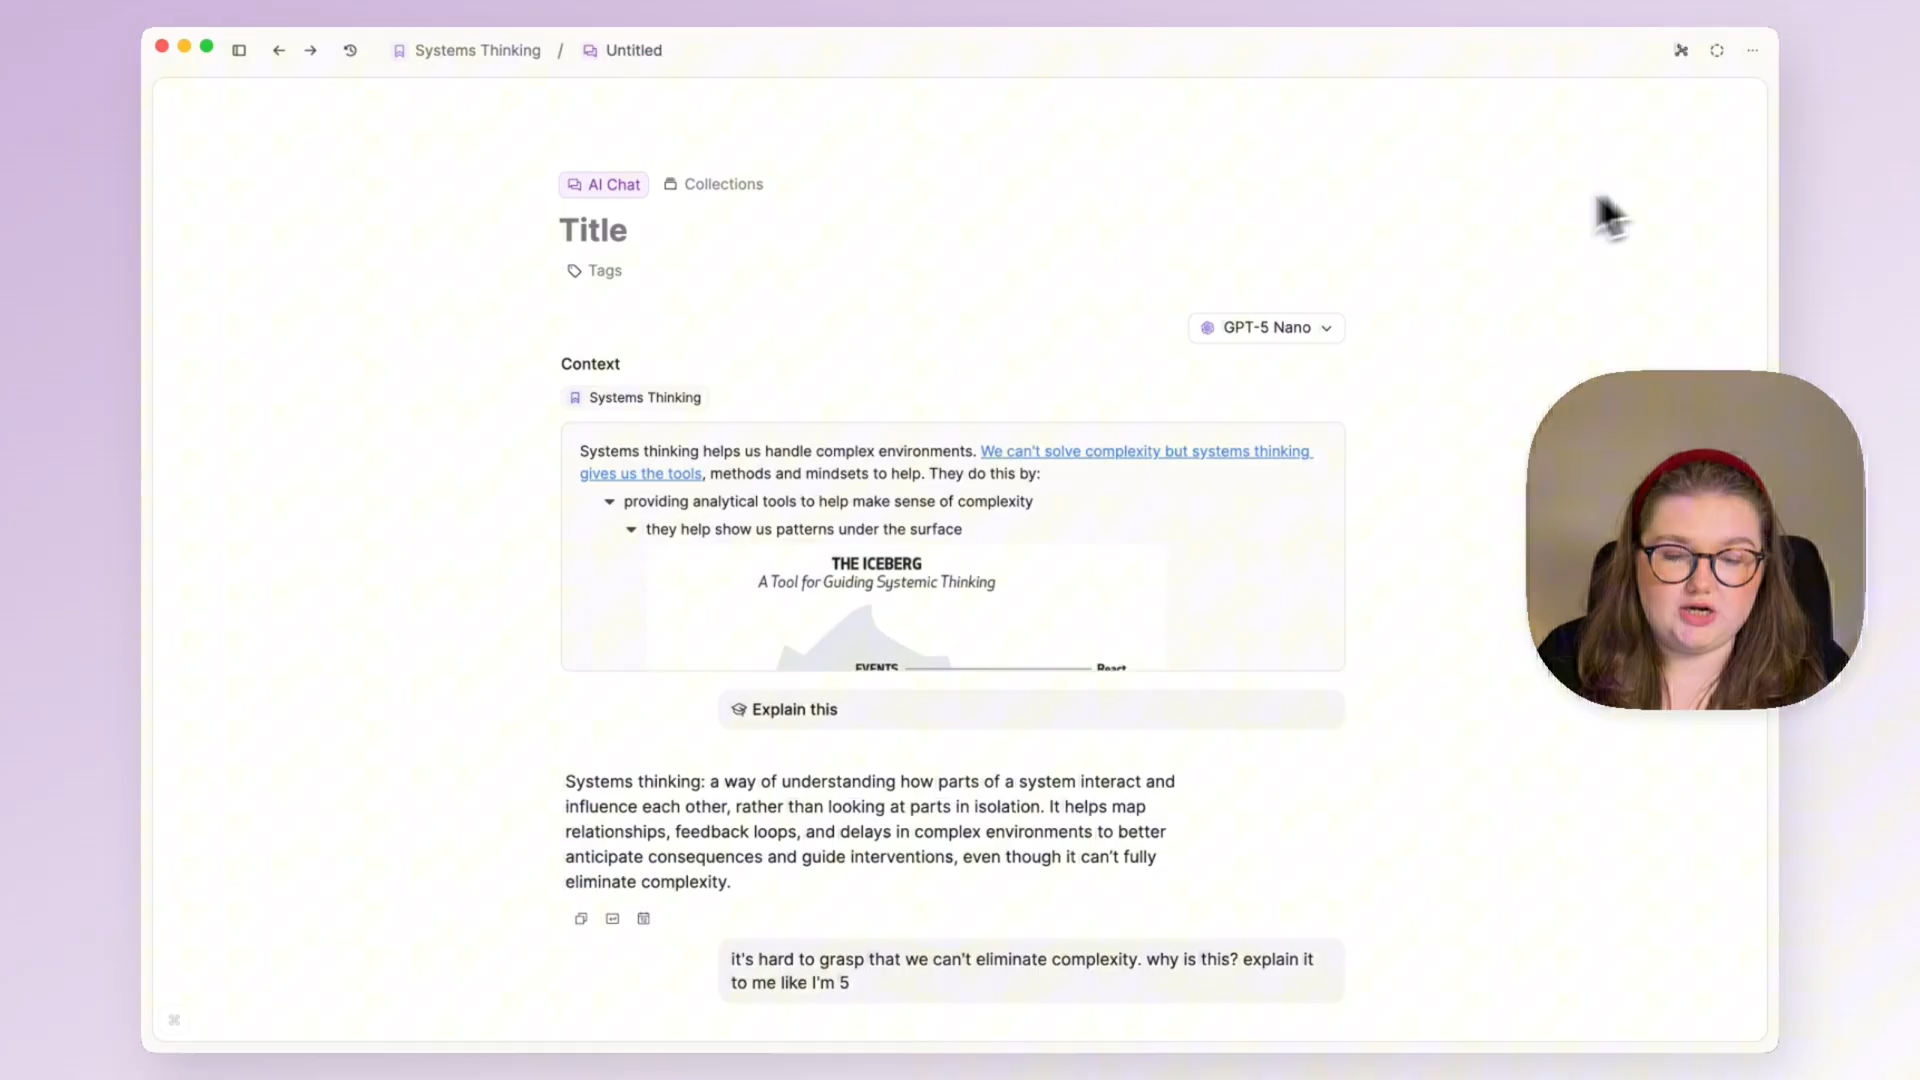 Systems Thinking / Untitled
AI Chat Collections
Title
Tags
GPT-5 Nano
Context
Systems Thinking
Systems thinking helps us handle complex environments. We can't solve complexity but systems thinking
gives us the tools, methods and mindsets to help. They do this by:
providing analytical tools to help make sense of complexity
they help show us patterns under the surface
THE ICEBERG
A Tool for Guiding Systemic Thinking
EVENTS React
Explain this
Systems thinking: a way of understanding how parts of a system interact and
influence each other, rather than looking at parts in isolation. It helps map
relationships, feedback loops, and delays in complex environments to better
anticipate consequences and guide interventions, even though it can’t fully
eliminate complexity.
it's hard to grasp that we can't eliminate complexity. why is this? explain it
to me like I'm 5